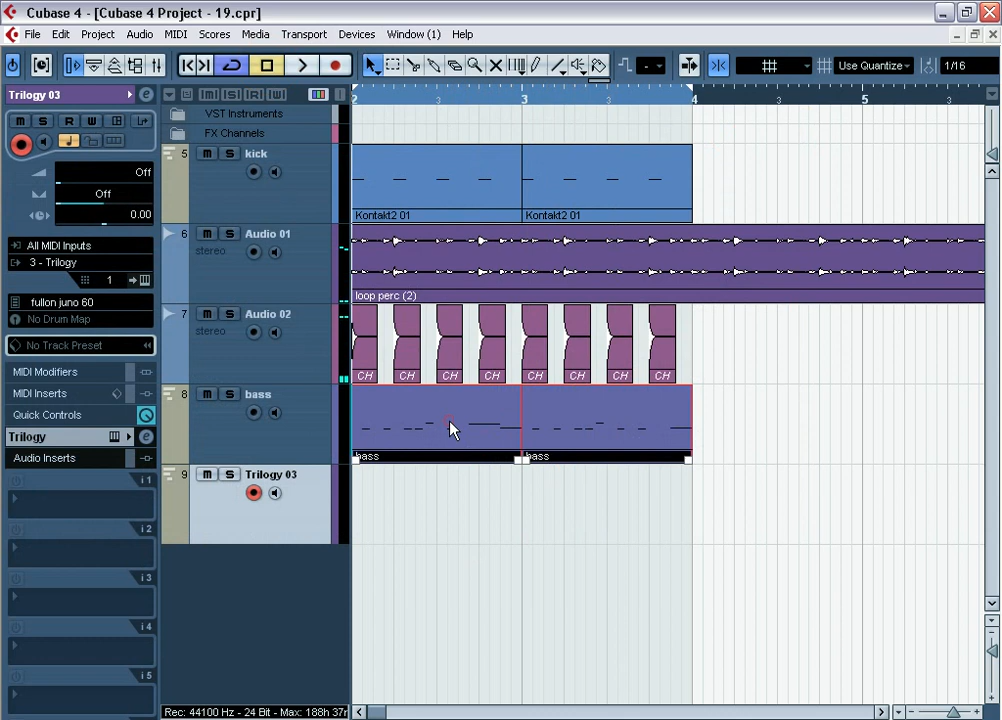 Cubase 4 - [Cubase 4 Project - 19.cpr]
File Edit Project Audio MIDI Scores Media Transport Devices Window (1) Help
Use Quantize 1/16
Trilogy 03
VST Instruments
FX Channels
2 3 3 3 4 3 5 3
M S R W
Off
Off
0.00
All MIDI Inputs
3 - Trilogy
1
fullon juno 60
No Drum Map
No Track Preset
MIDI Modifiers
MIDI Inserts
Quick Controls
Trilogy
Audio Inserts
i 1
i 2
i 3
i 4
i 5
5 M S kick
Kontakt2 01 Kontakt2 01
6 M S Audio 01
stereo
loop perc (2)
7 M S Audio 02
stereo
CH CH CH CH CH CH CH CH
8 M S bass
bass bass
9 M S Trilogy 03
Rec: 44100 Hz - 24 Bit - Max: 188h 37r